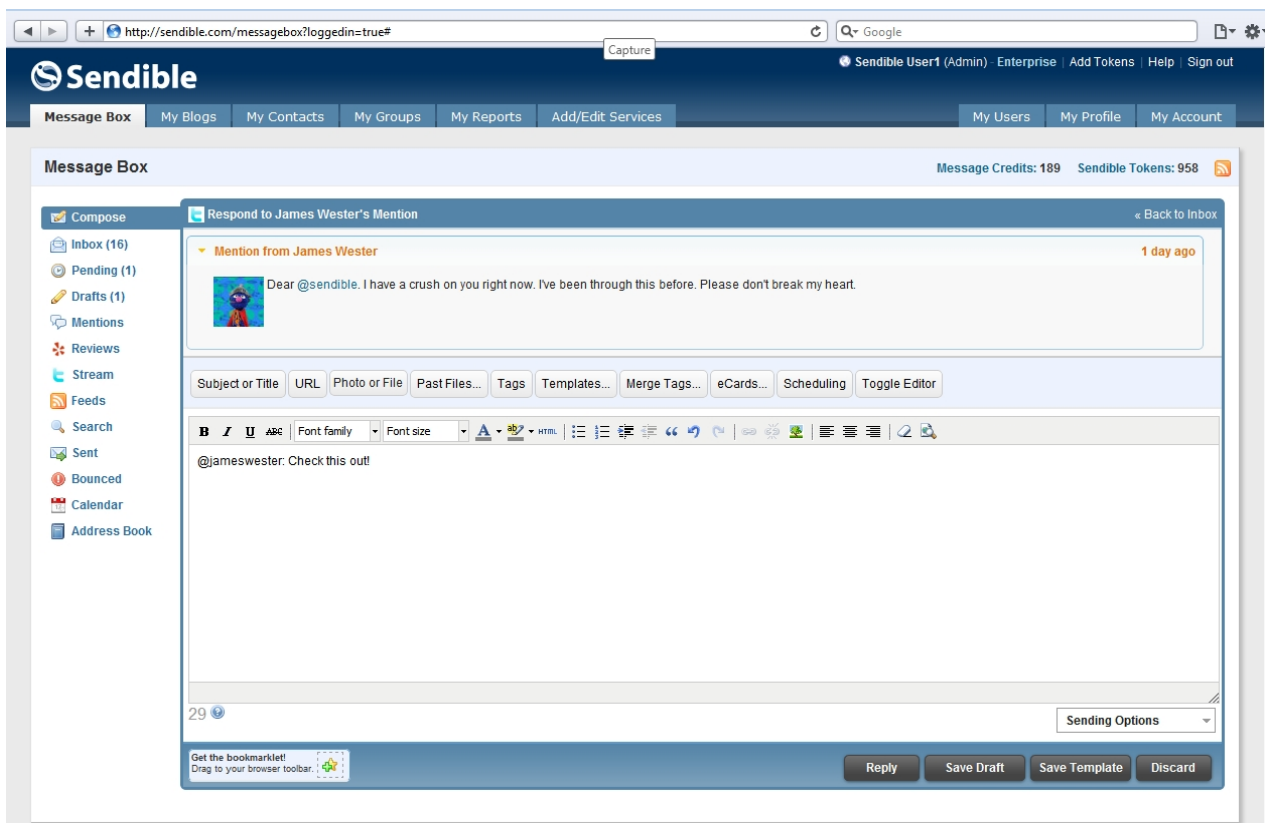 http://sendible.com/messagebox?loggedin=true#
Google
Capture
Sendible
Sendible User1 (Admin) - Enterprise | Add Tokens | Help | Sign out
Message Box My Blogs My Contacts My Groups My Reports Add/Edit Services My Users My Profile My Account
Message Box
Message Credits: 189 Sendible Tokens: 958
Compose
Inbox (16)
Pending (1)
Drafts (1)
Mentions
Reviews
Stream
Feeds
Search
Sent
Bounced
Calendar
Address Book
Respond to James Wester's Mention « Back to Inbox
Mention from James Wester 1 day ago
Dear @sendible. I have a crush on you right now. I've been through this before. Please don't break my heart.
Subject or Title URL Photo or File Past Files... Tags Templates... Merge Tags... eCards... Scheduling Toggle Editor
B I U ABC Font family Font size A ab HTML
@jameswester: Check this out!
29
Sending Options
Get the bookmarklet!
Drag to your browser toolbar.
Reply Save Draft Save Template Discard